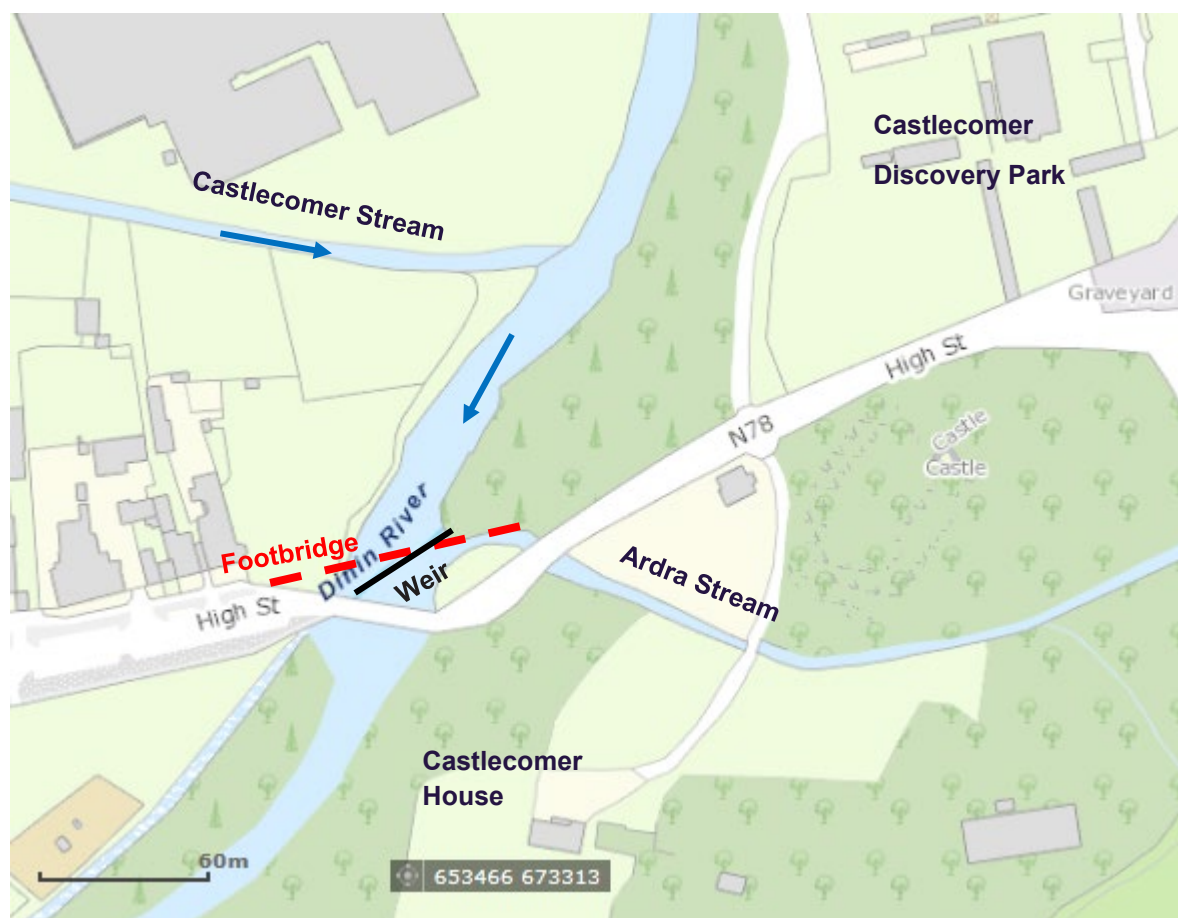 Castlecomer
Discovery Park
Castlecomer Stream
Graveyard
High St
N78
Castle
Castle
Dinin River
Footbridge
Weir
Ardra Stream
High St
Castlecomer
House
60m
653466 673313